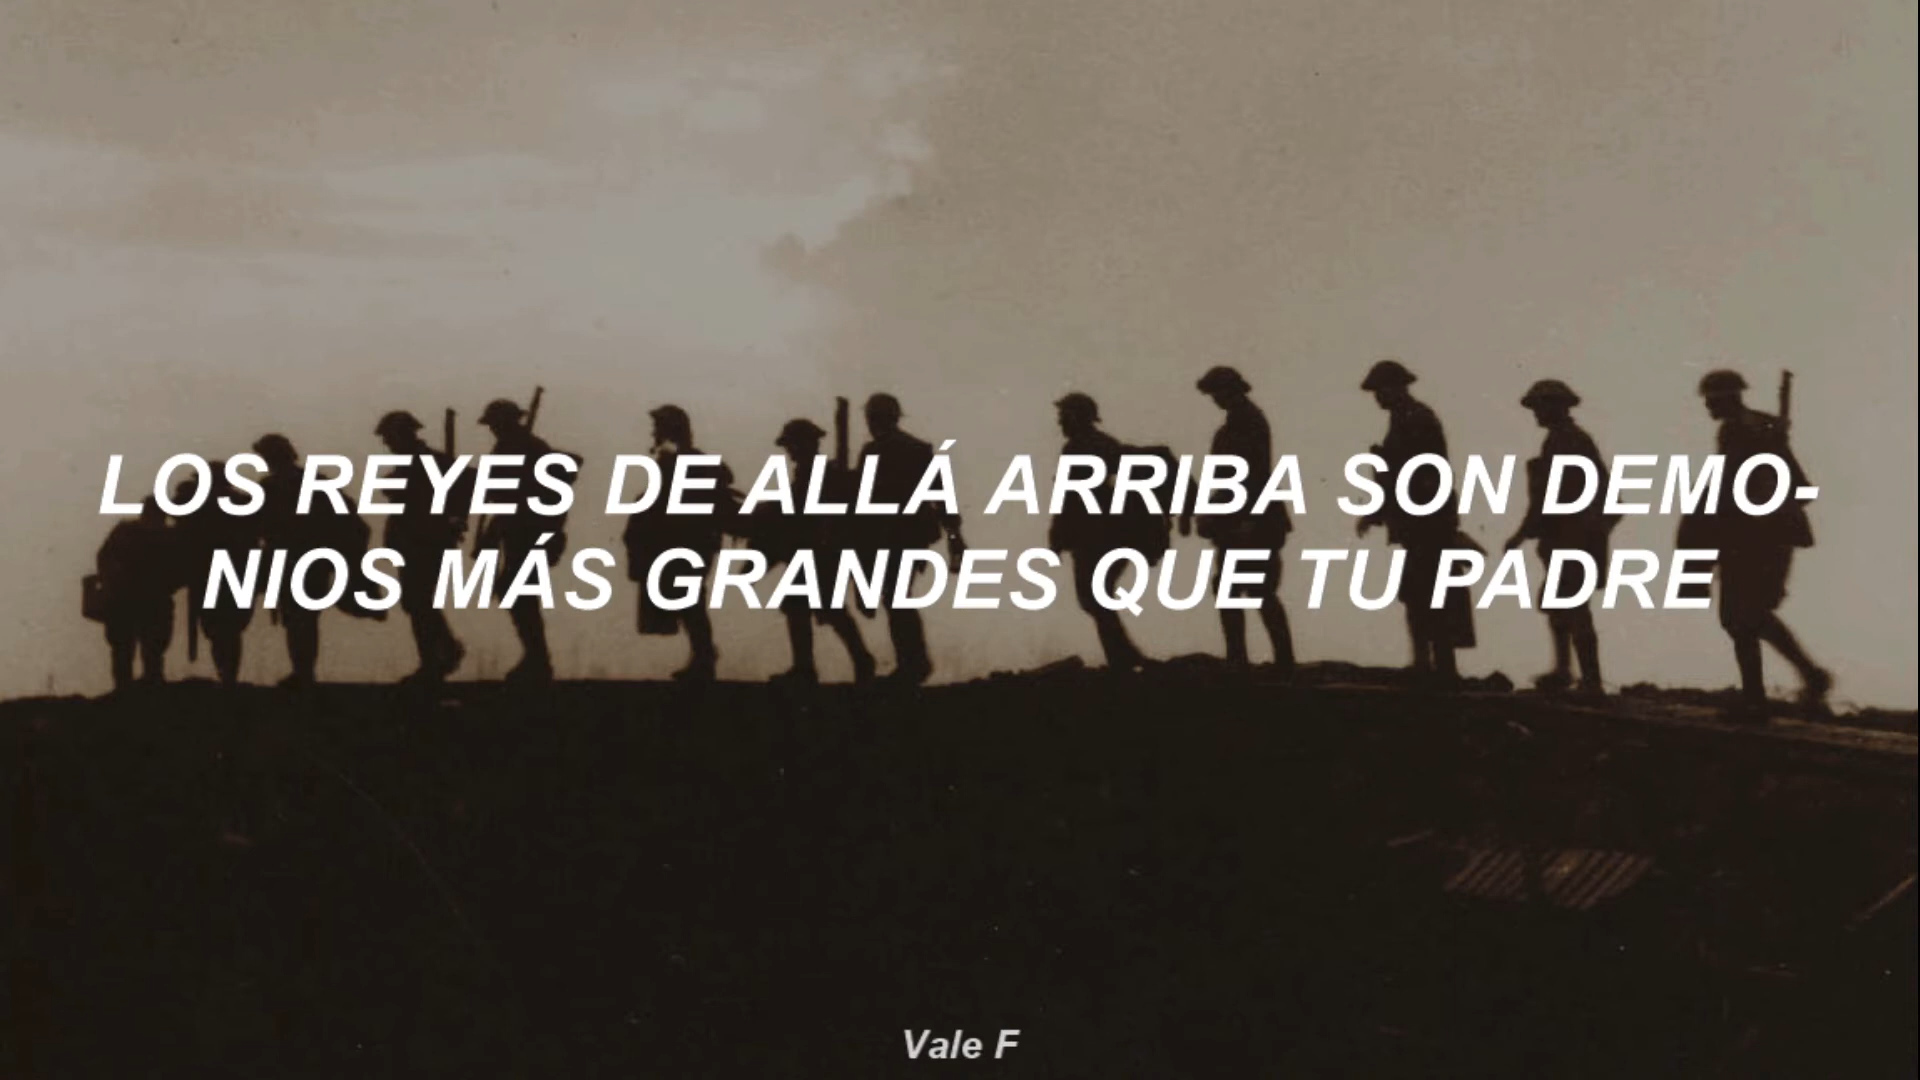 LOS REYES DE ALLÁ ARRIBA SON DEMO-
NIOS MÁS GRANDES QUE TU PADRE
Vale F